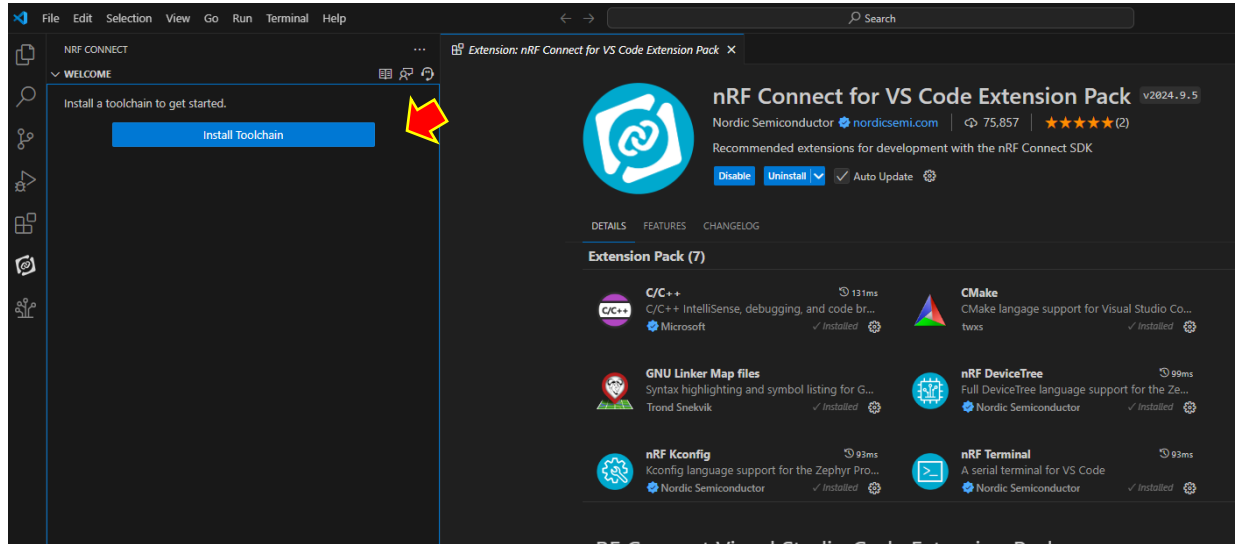 File Edit Selection View Go Run Terminal Help
Search
NRF CONNECT
WELCOME
Install a toolchain to get started.
Install Toolchain
Extension: nRF Connect for VS Code Extension Pack
nRF Connect for VS Code Extension Pack v2024.9.5
Nordic Semiconductor nordicsemi.com 75,857 (2)
Recommended extensions for development with the nRF Connect SDK
Disable Uninstall Auto Update
DETAILS FEATURES CHANGELOG
Extension Pack (7)
C/C++ 131ms
C/C++ IntelliSense, debugging, and code br...
Microsoft Installed
C/C++
CMake
CMake langage support for Visual Studio Co...
twxs Installed
GNU Linker Map files
Syntax highlighting and symbol listing for G...
Trond Snekvik Installed
nRF DeviceTree 99ms
Full DeviceTree language support for the Ze...
Nordic Semiconductor Installed
nRF Kconfig 93ms
Kconfig language support for the Zephyr Pro...
Nordic Semiconductor Installed
nRF Terminal 93ms
A serial terminal for VS Code
Nordic Semiconductor Installed